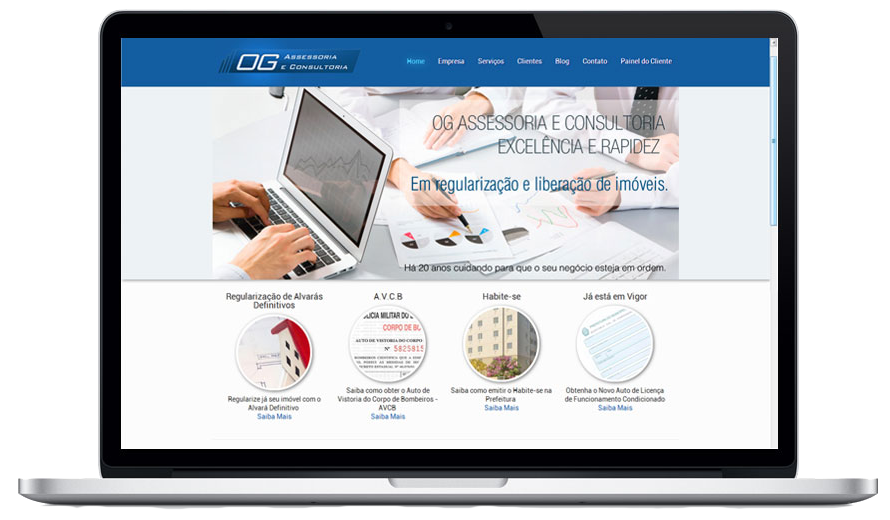 OG ASSESSORIA
E CONSULTORIA
Home Empresa Serviços Clientes Blog Contato Painel do Cliente
OG ASSESSORIA E CONSULTORIA
EXCELÊNCIA E RAPIDEZ
Em regularização e liberação de imóveis.
Há 20 anos cuidando para que o seu negócio esteja em ordem.
Regularização de Alvarás
Definitivos
Regularize já seu imóvel com o
Alvará Definitivo
Saiba Mais
A.V.C.B
LICIA MILITAR DO
CORPO DE BO
AUTO DE VISTORIA DO CORPO
Nº 5825815
Saiba como obter o Auto de
Vistoria do Corpo de Bombeiros -
AVCB
Saiba Mais
Habite-se
Saiba como emitir o Habite-se na
Prefeitura
Saiba Mais
Já está em Vigor
Obtenha o Novo Auto de Licença
de Funcionamento Condicionado
Saiba Mais